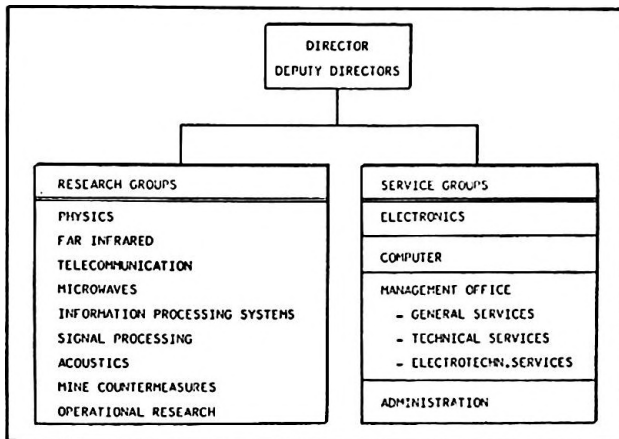 DIRECTOR
DEPUTY DIRECTORS
RESEARCH GROUPS
PHYSICS
FAR INFRARED
TELECOMMUNICATION
MICROWAVES
INFORMATION PROCESSING SYSTEMS
SIGNAL PROCESSING
ACOUSTICS
MINE COUNTERMEASURES
OPERATIONAL RESEARCH
SERVICE GROUPS
ELECTRONICS
COMPUTER
MANAGEMENT OFFICE
- GENERAL SERVICES
- TECHNICAL SERVICES
- ELECTROTECHN.SERVICES
ADMINISTRATION